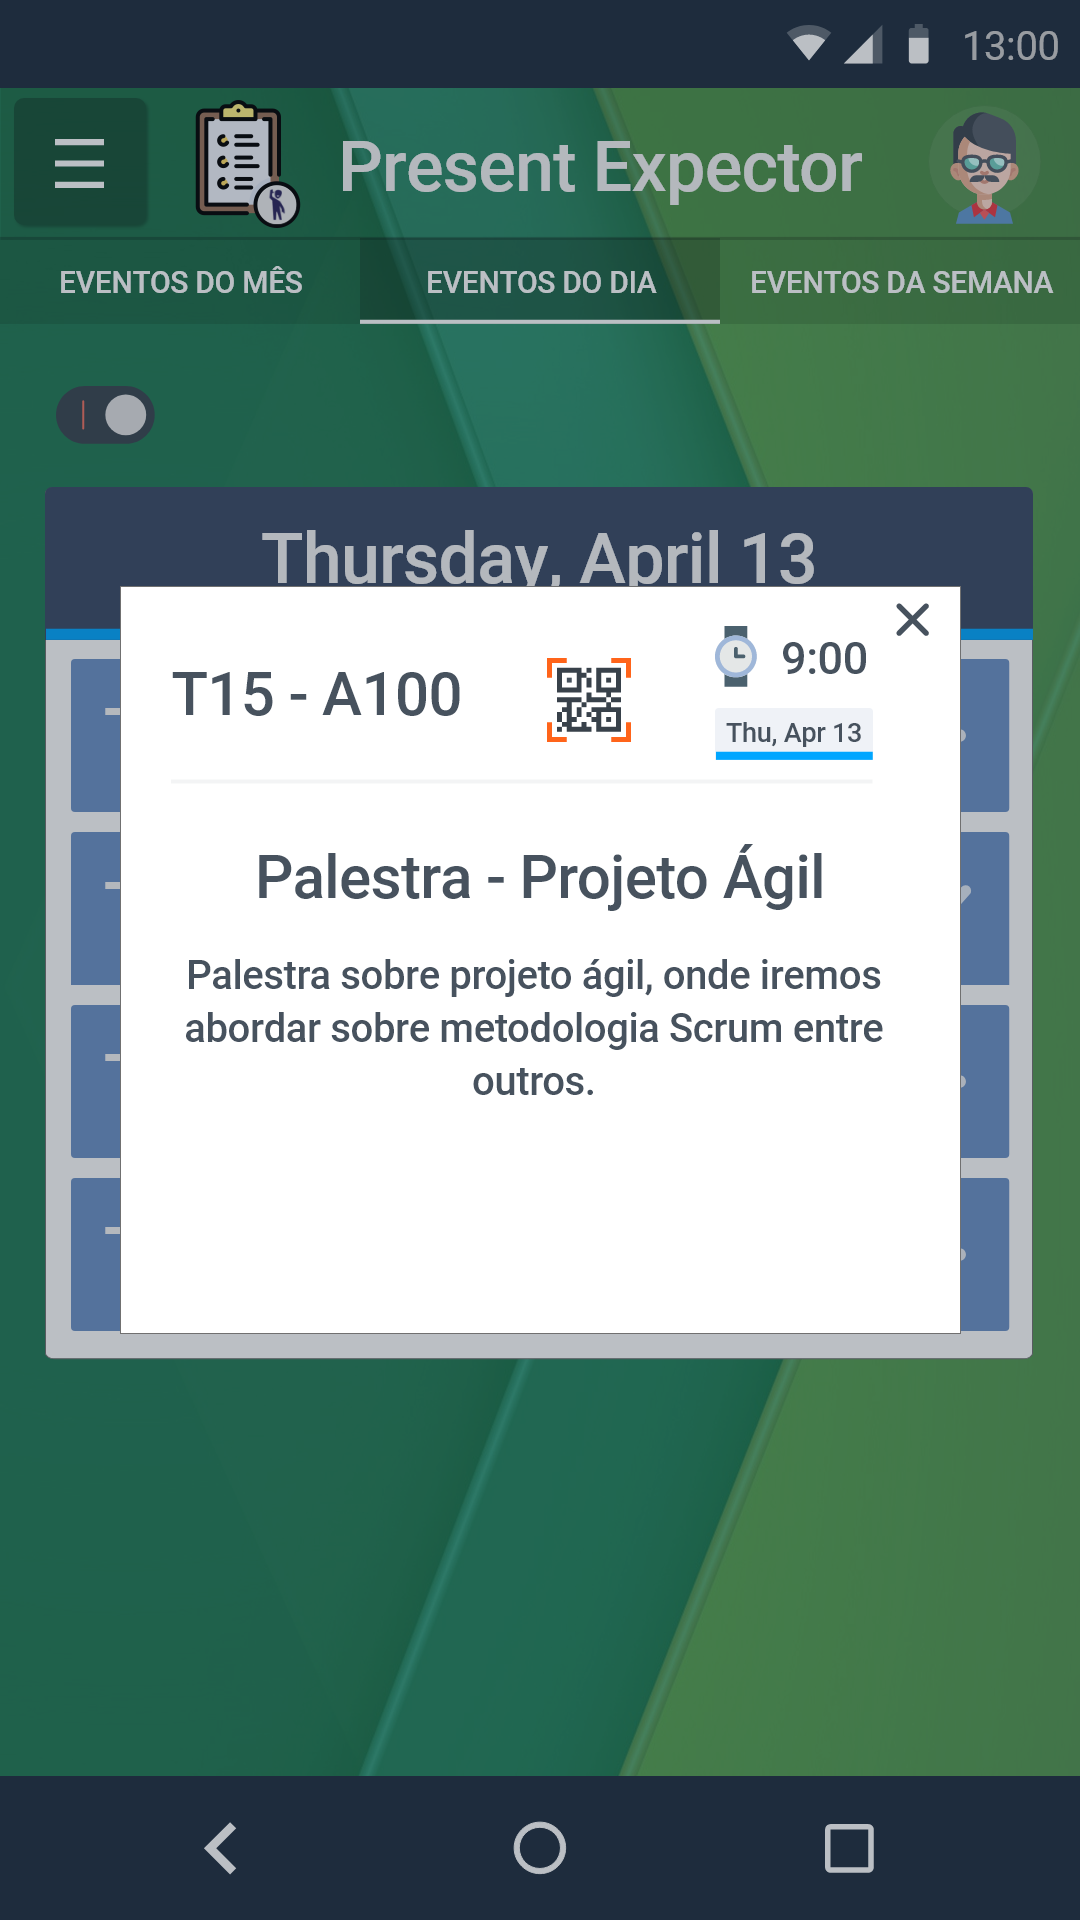 13:00
Present Expector
EVENTOS DO MÊS
EVENTOS DO DIA
EVENTOS DA SEMANA
Thursday, April 13
9:00
T15 - A100
Thu, Apr 13
Palestra - Projeto Ágil
Palestra sobre projeto ágil, onde iremos
abordar sobre metodologia Scrum entre
outros.